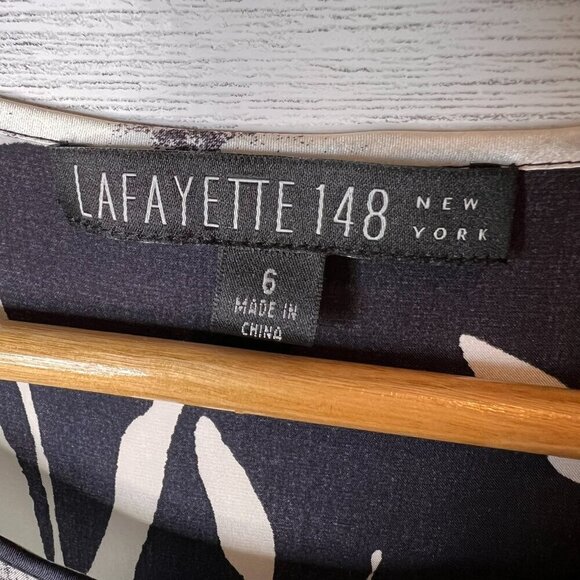 LAFAYETTE 148 NEW YORK
6
MADE IN
CHINA